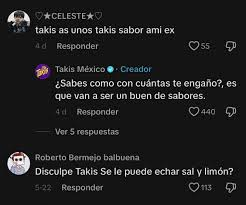 ♡★CELESTE★♡
takis as unos takis sabor ami ex
4 d Responder 55
Takis México · Creador
¿Sabes como con cuántas te engaño?, es
que van a ser un buen de sabores.
4 d Responder 440
Ver 5 respuestas
Roberto Bermejo balbuena
Disculpe Takis Se le puede echar sal y limón?
5-22 Responder 113